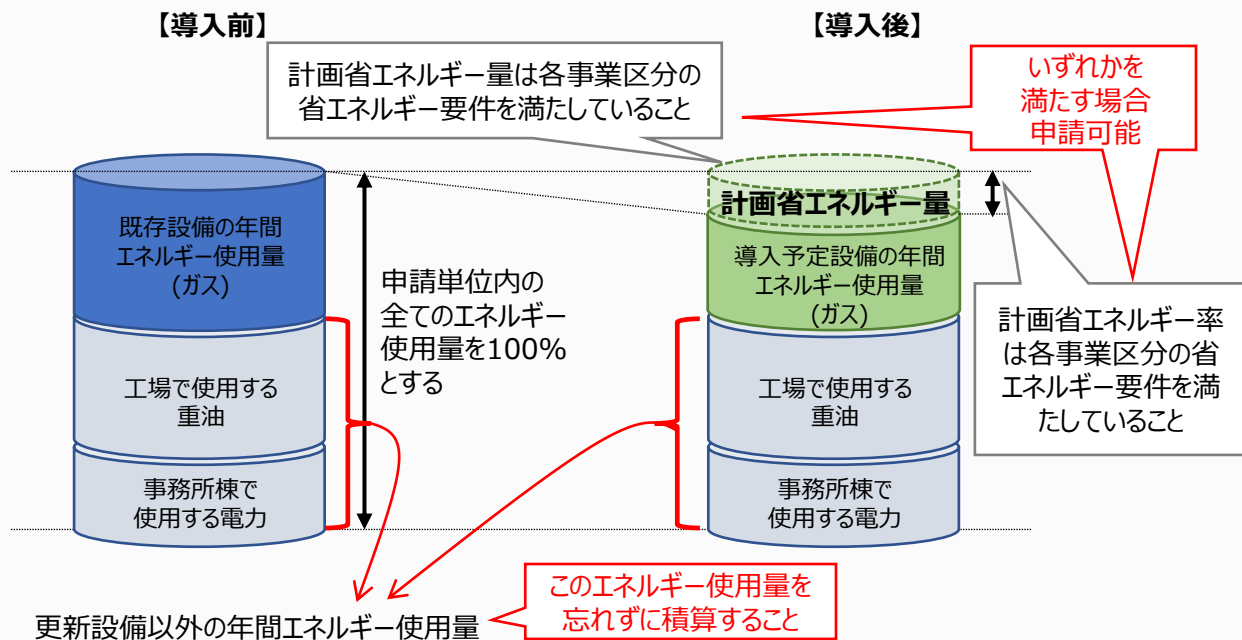 【導入前】
【導入後】
計画省エネルギー量は各事業区分の
省エネルギー要件を満たしていること
いずれかを
満たす場合
申請可能
既存設備の年間
エネルギー使用量
(ガス)
工場で使用する
重油
事務所棟で
使用する電力
申請単位内の
全てのエネルギー
使用量を100%
とする
計画省エネルギー量
導入予定設備の年間
エネルギー使用量
(ガス)
工場で使用する
重油
事務所棟で
使用する電力
計画省エネルギー率
は各事業区分の省
エネルギー要件を満
たしていること
更新設備以外の年間エネルギー使用量
このエネルギー使用量を
忘れずに積算すること